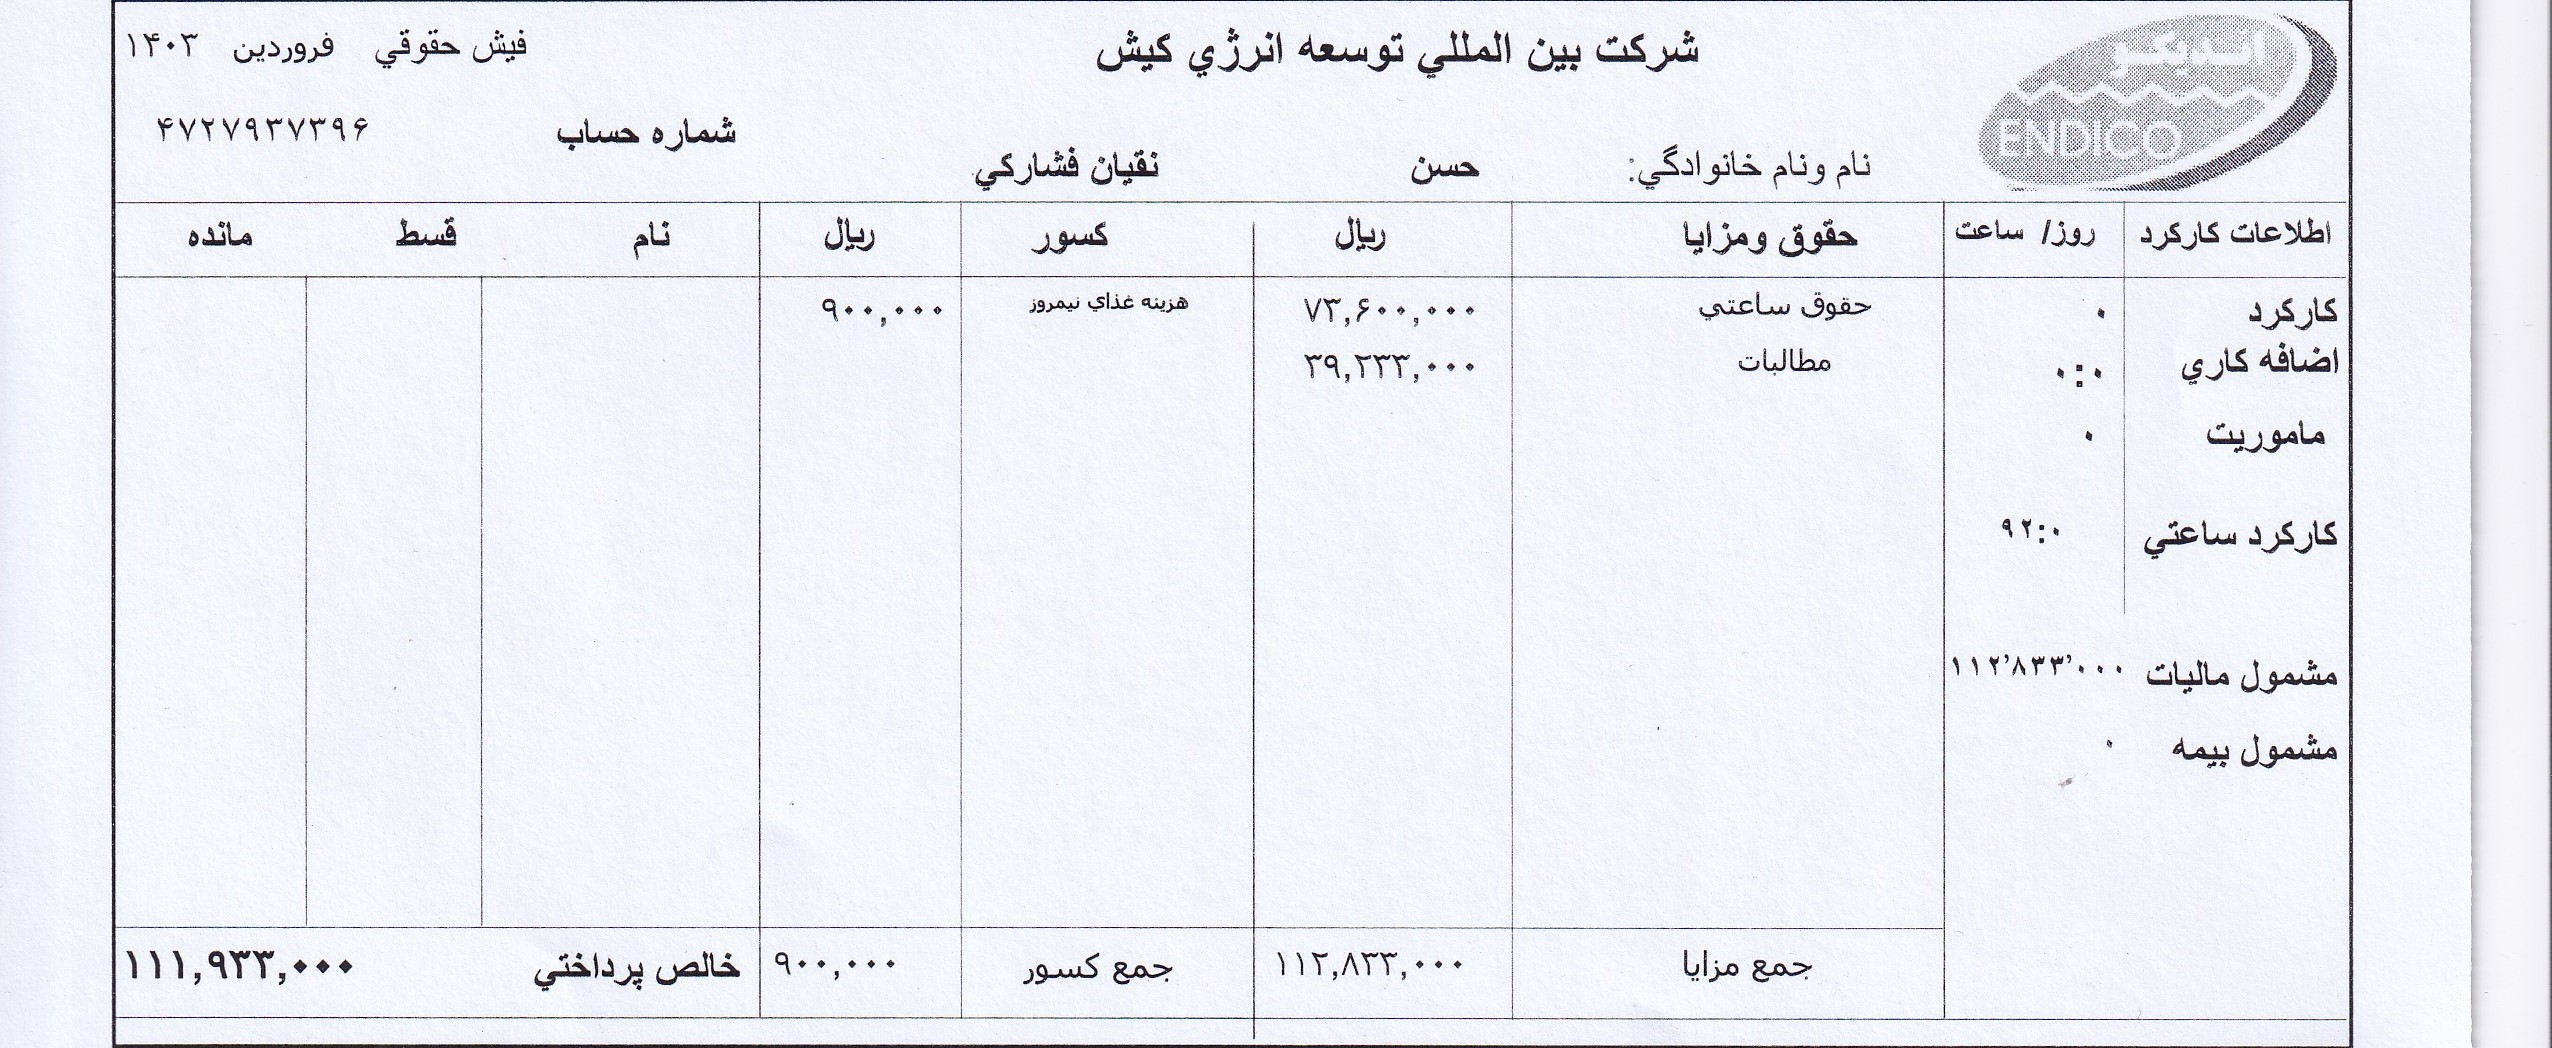 انديكو
ENDICO
شركت بين المللي توسعه انرژي كيش
فيش حقوقي فروردين ۱۴۰۳
شماره حساب ۴۷۲۷۹۳۷۳۹۶
نام ونام خانوادگي: حسن نقيان فشاركي
اطلاعات كاركرد روز/ ساعت حقوق ومزايا ريال كسور ريال نام قسط مانده
كاركرد ۰ حقوق ساعتي ۷۳,۶۰۰,۰۰۰ هزينه غذاي نيمروز ۹۰۰,۰۰۰
اضافه كاري ۰:۰ مطالبات ۳۹,۲۳۳,۰۰۰
ماموريت ۰
كاركرد ساعتي ۹۲:۰
مشمول ماليات ۱۱۲٬۸۳۳٬۰۰۰
مشمول بيمه ۰
جمع مزايا ۱۱۲,۸۳۳,۰۰۰ جمع كسور ۹۰۰,۰۰۰ خالص پرداختي ۱۱۱,۹۳۳,۰۰۰